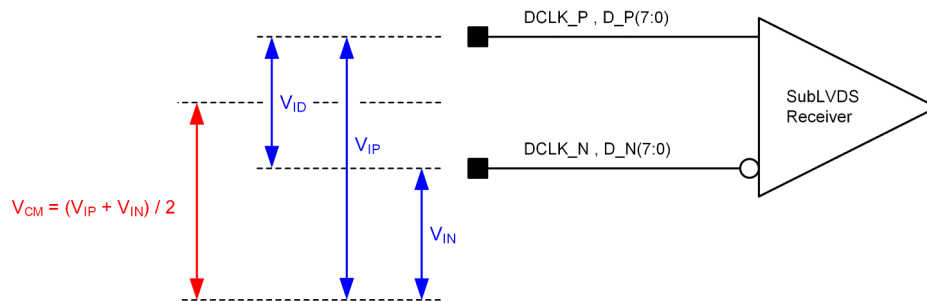 DCLK_P , D_P(7:0)
SubLVDS
Receiver
VID
VIP
DCLK_N , D_N(7:0)
VCM = (VIP + VIN) / 2
VIN